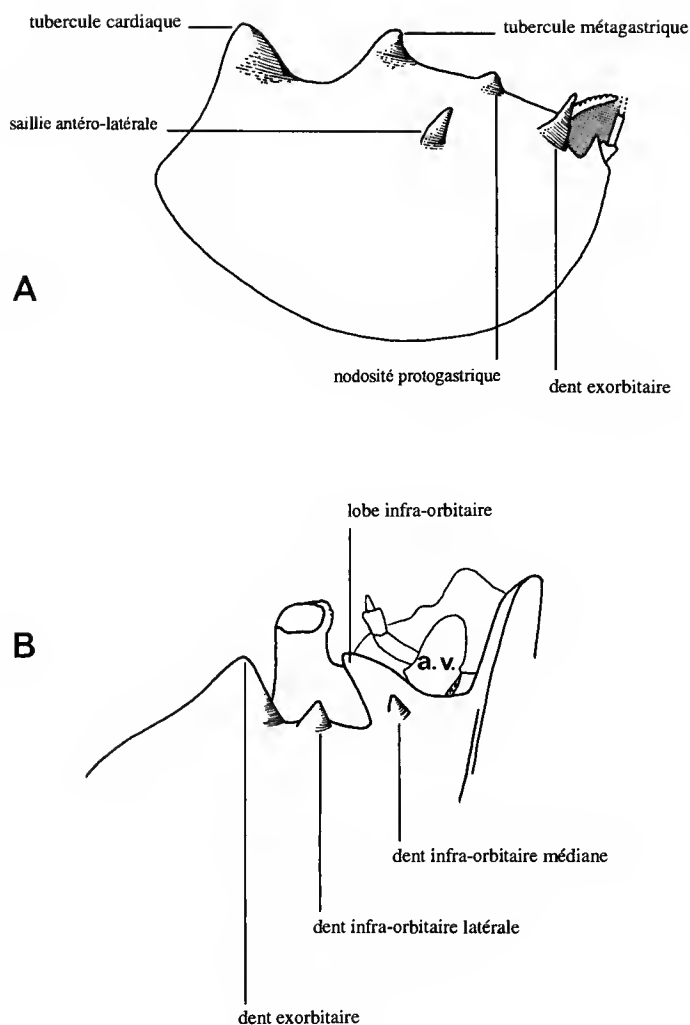 tubercule cardiaque
tubercule métagastrique
saillie antéro-latérale
A
nodosité protogastrique
dent exorbitaire
lobe infra-orbitaire
B
a.v.
dent infra-orbitaire médiane
dent infra-orbitaire latérale
dent exorbitaire